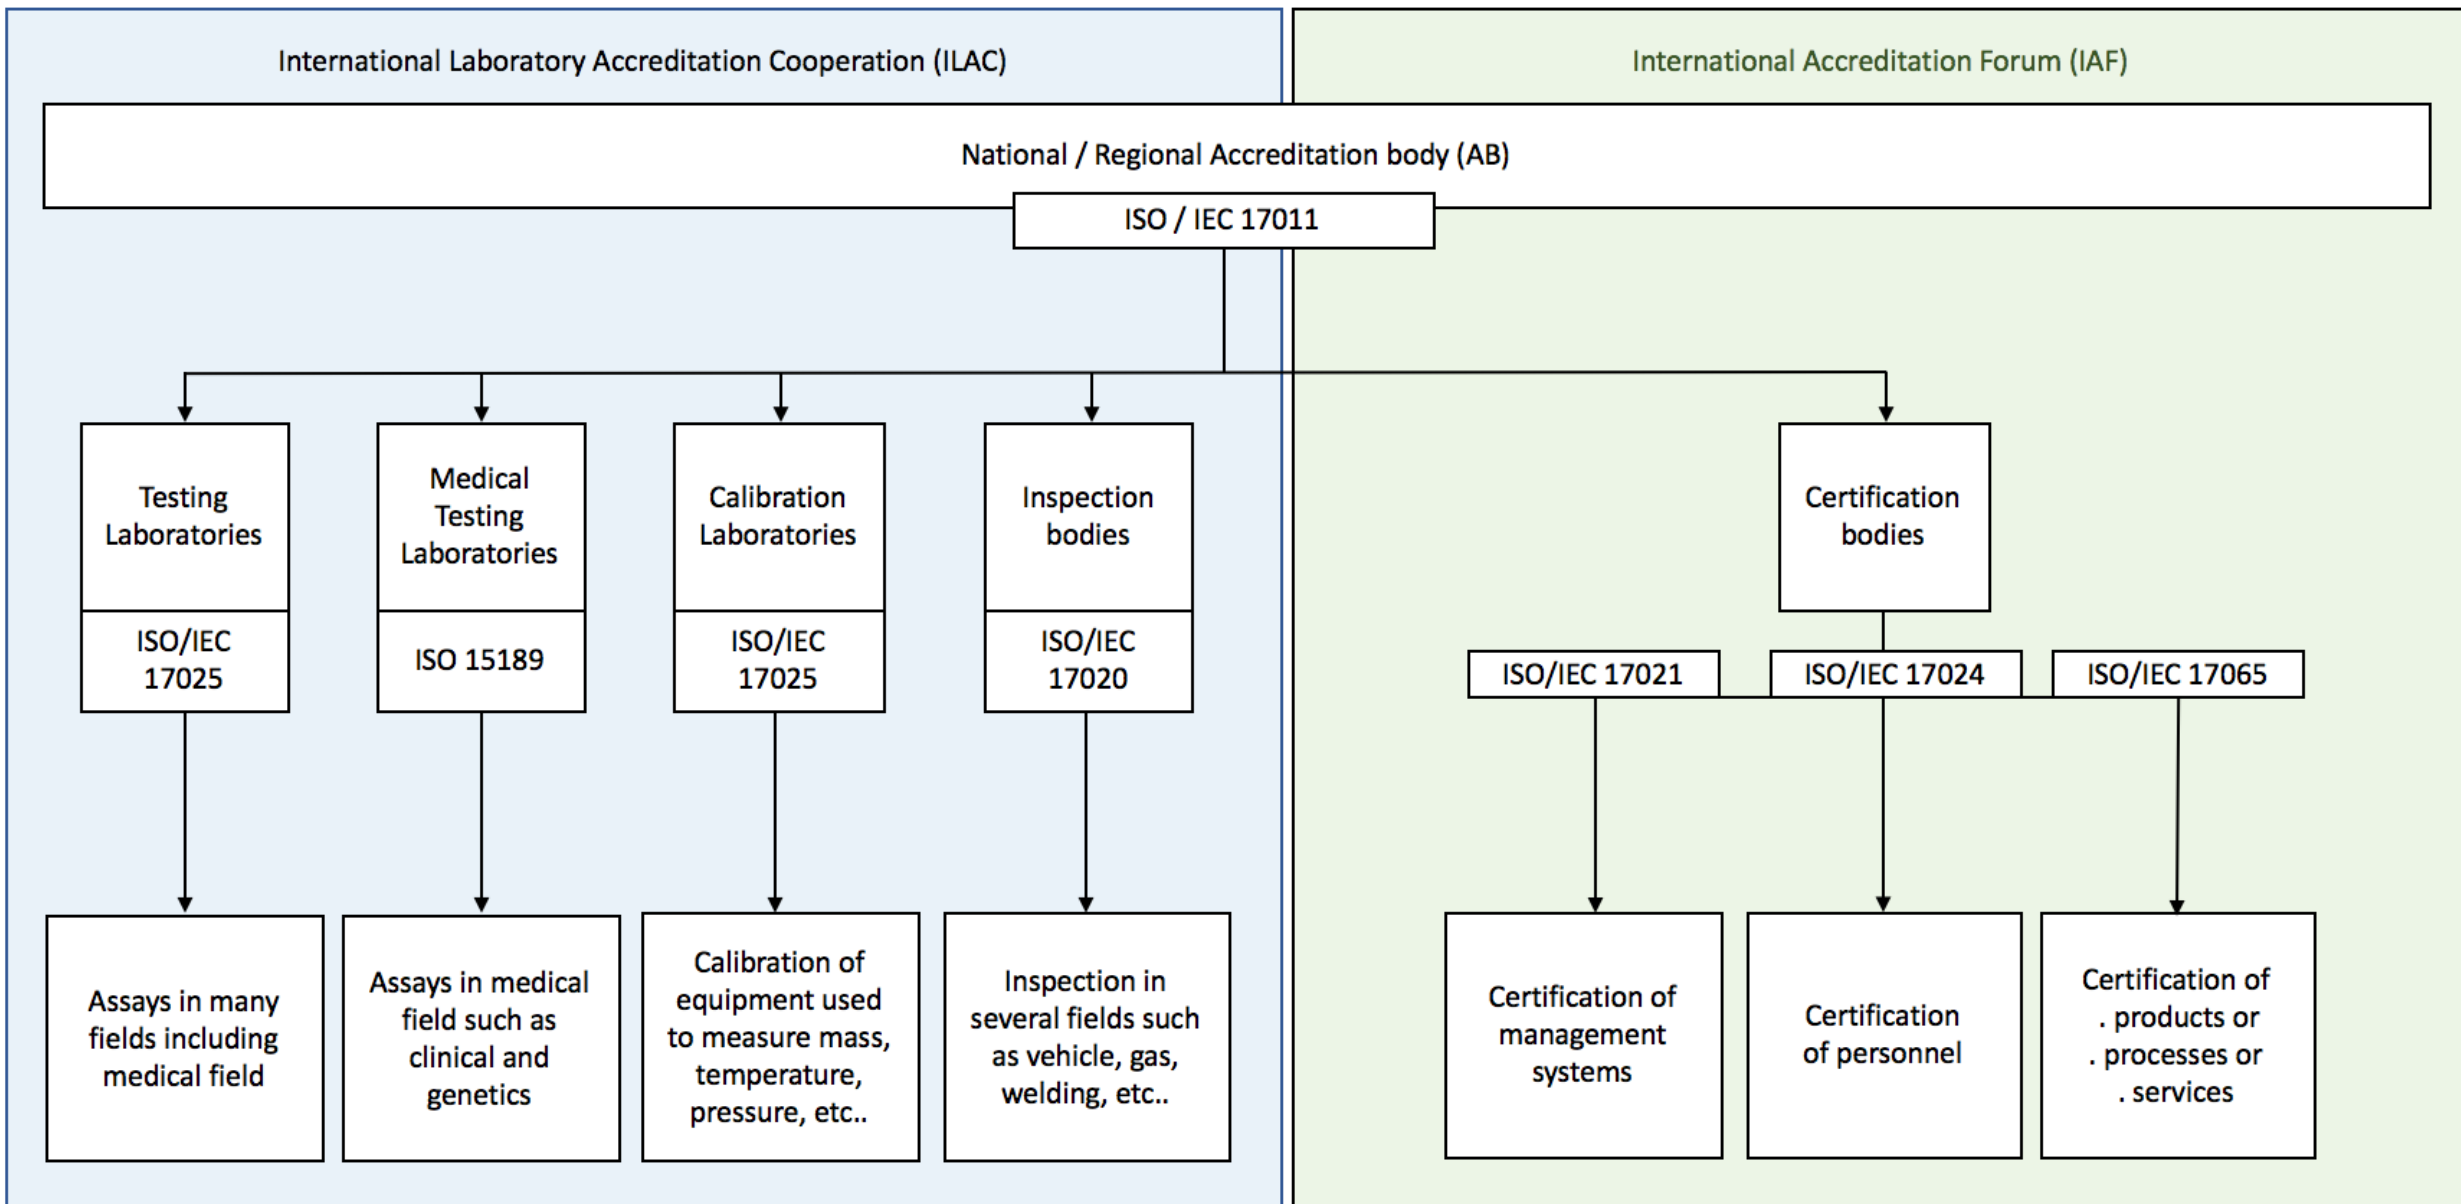 International Laboratory Accreditation Cooperation (ILAC)
International Accreditation Forum (IAF)
National / Regional Accreditation body (AB)
ISO / IEC 17011
Testing
Laboratories
ISO/IEC
17025
Medical
Testing
Laboratories
ISO 15189
Calibration
Laboratories
ISO/IEC
17025
Inspection
bodies
ISO/IEC
17020
Certification
bodies
ISO/IEC 17021
ISO/IEC 17024
ISO/IEC 17065
Assays in many
fields including
medical field
Assays in medical
field such as
clinical and
genetics
Calibration of
equipment used
to measure mass,
temperature,
pressure, etc..
Inspection in
several fields such
as vehicle, gas,
welding, etc..
Certification of
management
systems
Certification
of personnel
Certification of
. products or
. processes or
. services